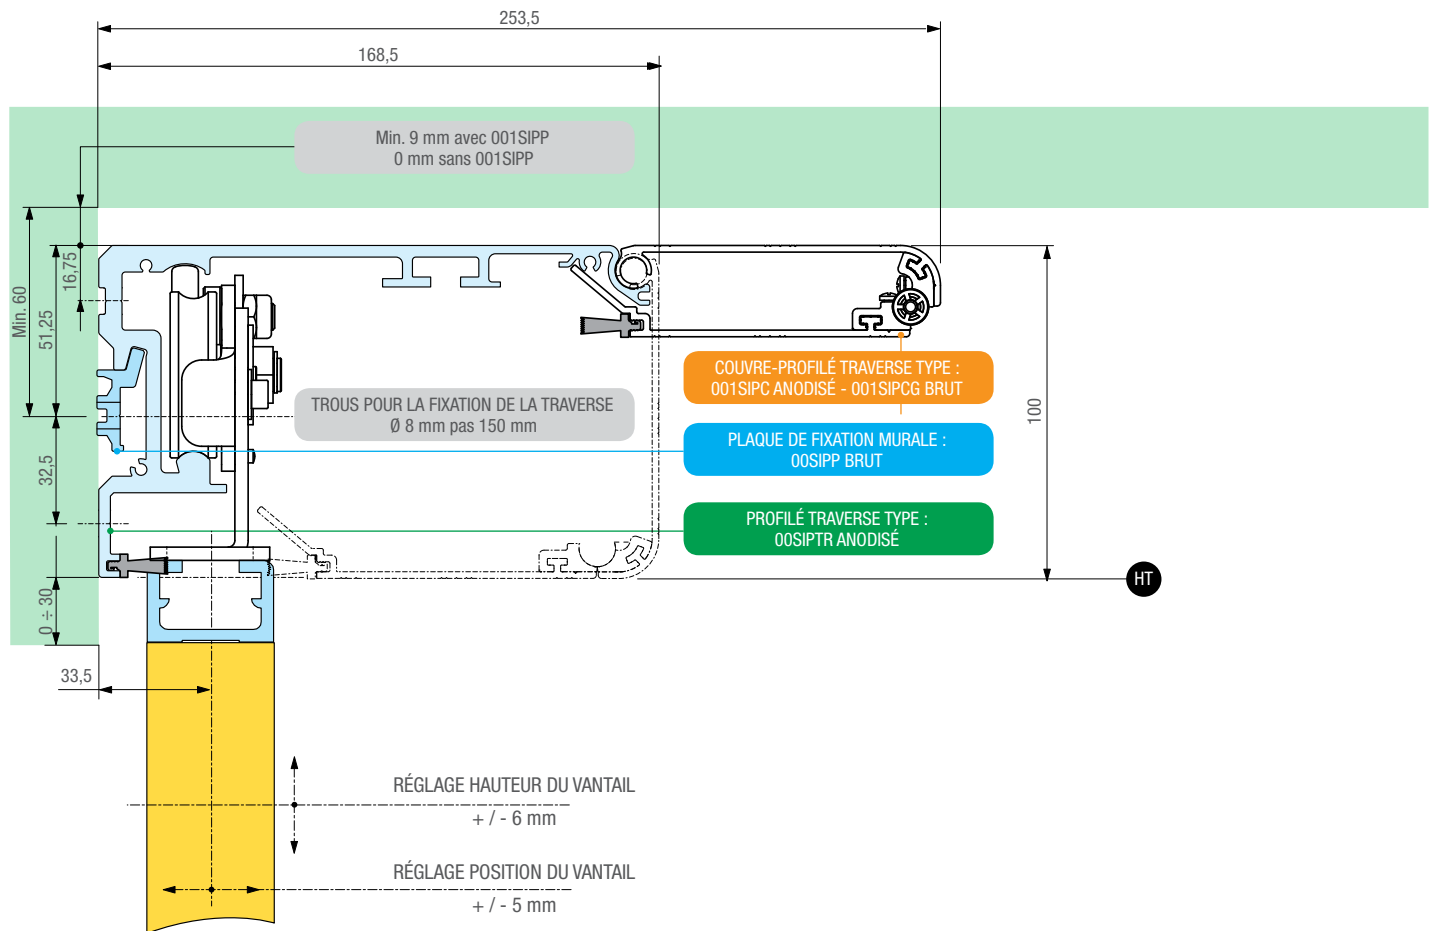 253,5
168,5
Min. 9 mm avec 001SIPP
0 mm sans 001SIPP
Min. 60
16,75
51,25
COUVRE-PROFILÉ TRAVERSE TYPE :
001SIPC ANODISÉ - 001SIPCG BRUT
TROUS POUR LA FIXATION DE LA TRAVERSE
Ø 8 mm pas 150 mm
100
PLAQUE DE FIXATION MURALE :
00SIPP BRUT
32,5
PROFILÉ TRAVERSE TYPE :
00SIPTR ANODISÉ
HT
0 ÷ 30
33,5
RÉGLAGE HAUTEUR DU VANTAIL
+ / - 6 mm
RÉGLAGE POSITION DU VANTAIL
+ / - 5 mm